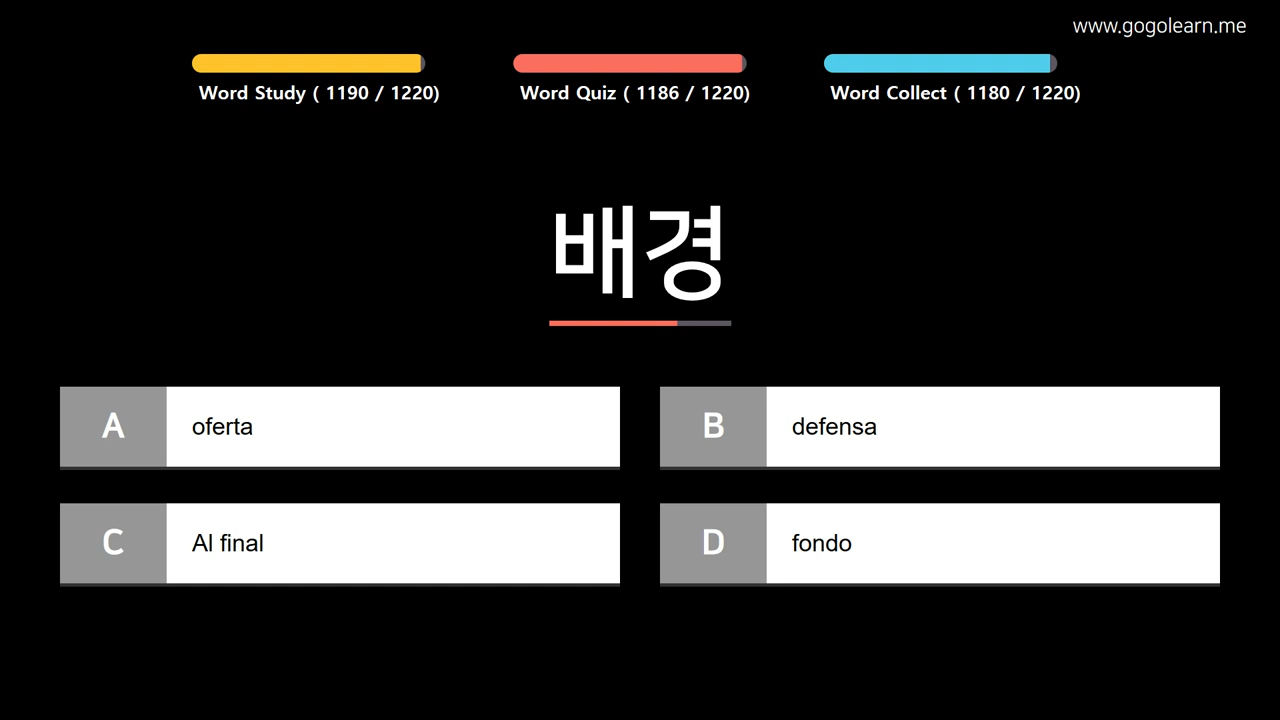 www.gogolearn.me
Word Study ( 1190 / 1220)
Word Quiz ( 1186 / 1220)
Word Collect ( 1180 / 1220)
배경
A oferta
B defensa
C Al final
D fondo